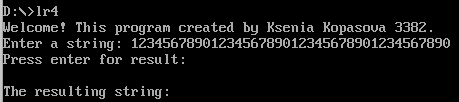 D:\>lr4
Welcome! This program created by Ksenia Kopasova 3382.
Enter a string: 1234567890123456789012345678901234567890
Press enter for result:
The resulting string: